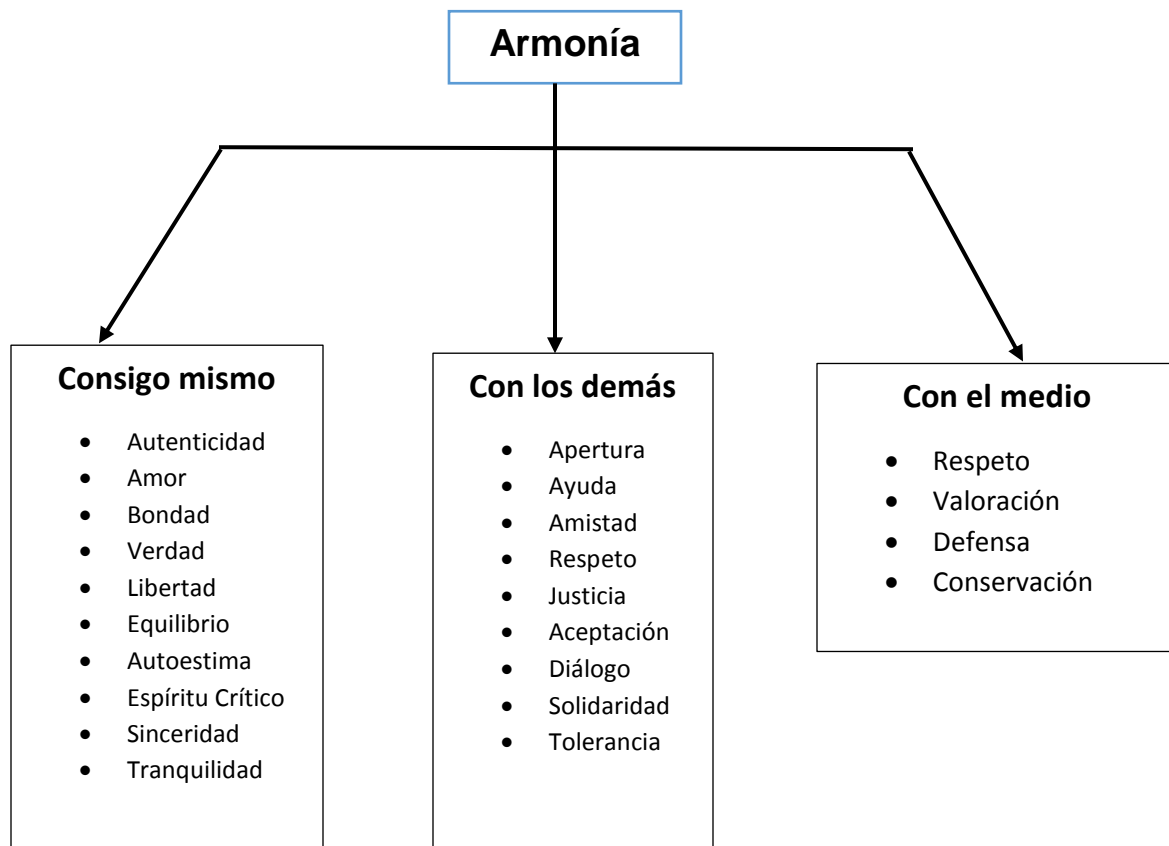 Armonía
Consigo mismo
• Autenticidad
• Amor
• Bondad
• Verdad
• Libertad
• Equilibrio
• Autoestima
• Espíritu Crítico
• Sinceridad
• Tranquilidad
Con los demás
• Apertura
• Ayuda
• Amistad
• Respeto
• Justicia
• Aceptación
• Diálogo
• Solidaridad
• Tolerancia
Con el medio
• Respeto
• Valoración
• Defensa
• Conservación